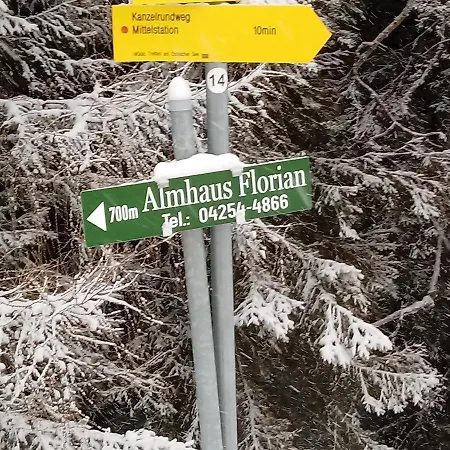 Kanzelrundweg
Mittelstation 10min
14
Almhaus Florian
700m
Tel.: 04254-4866